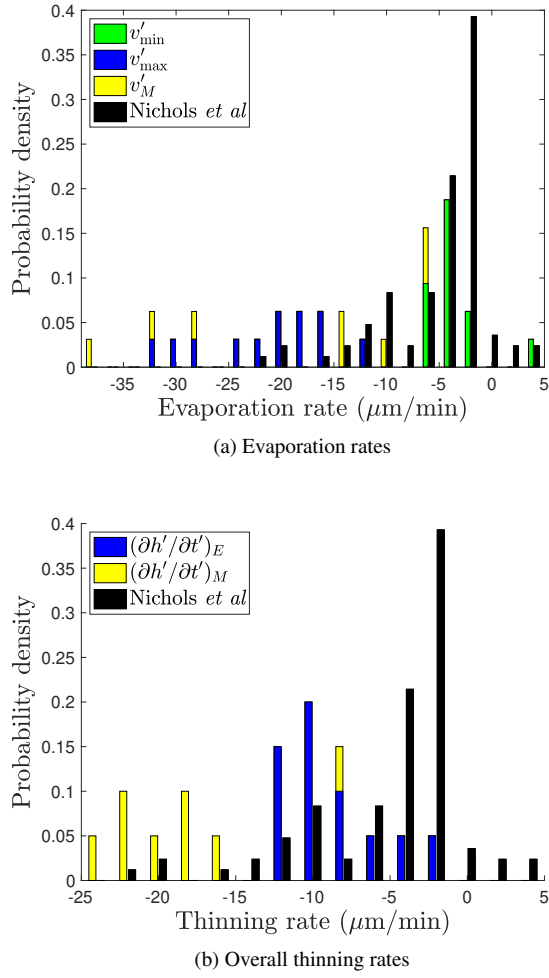 0.4
0.35
0.3
0.25
0.2
0.15
0.1
0.05
0
Probability density
v′min
v′max
v′M
Nichols et al
-35 -30 -25 -20 -15 -10 -5 0 5
Evaporation rate (μm/min)
(a) Evaporation rates
0.4
0.35
0.3
0.25
0.2
0.15
0.1
0.05
0
Probability density
(∂h′/∂t′)E
(∂h′/∂t′)M
Nichols et al
-25 -20 -15 -10 -5 0 5
Thinning rate (μm/min)
(b) Overall thinning rates